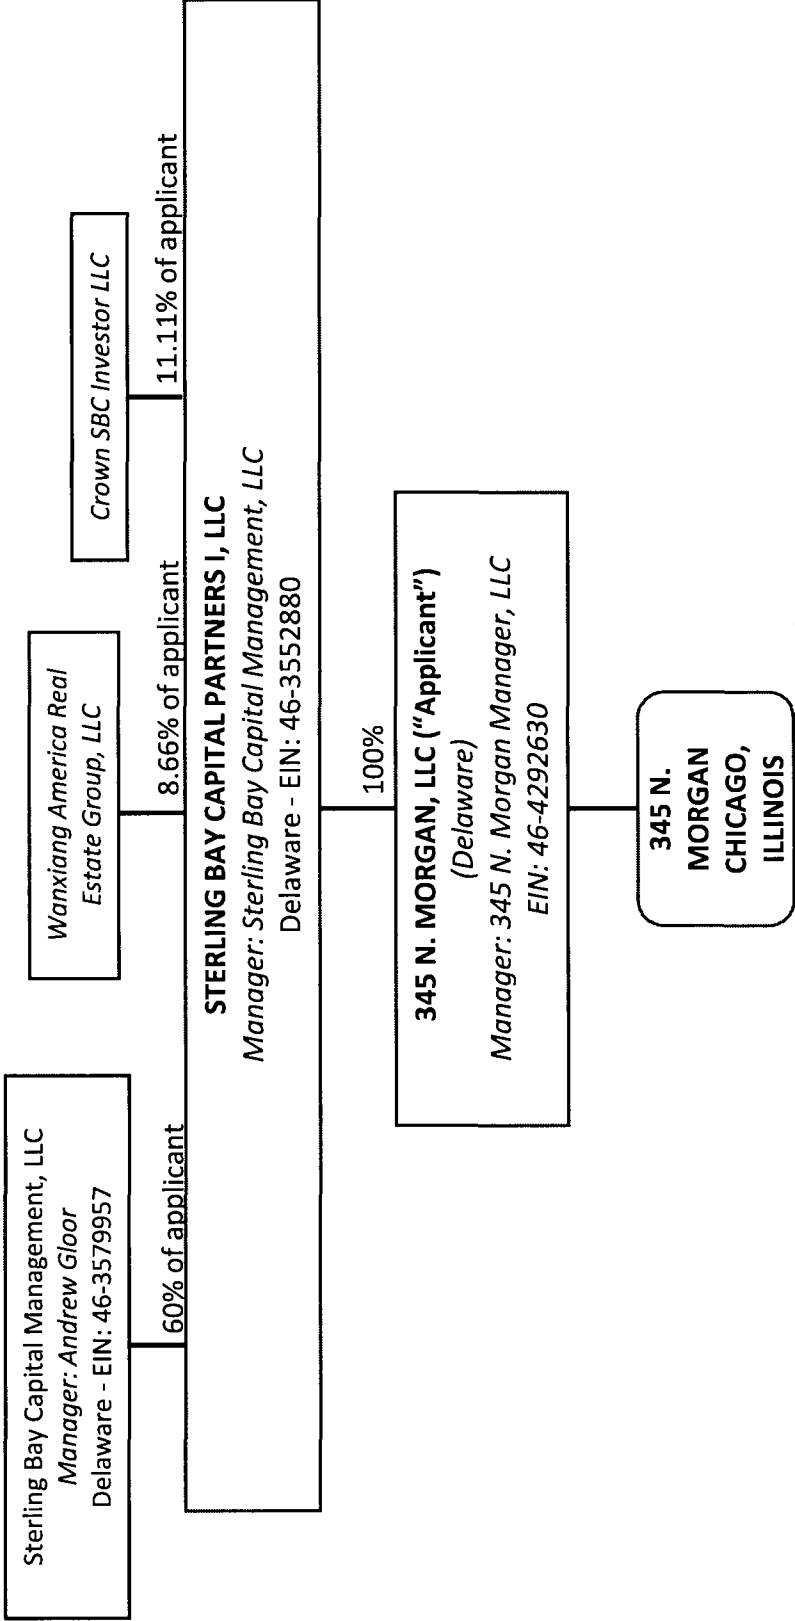 Sterling Bay Capital Management, LLC
Manager: Andrew Gloor
Delaware - EIN: 46-3579957
60% of applicant
Wanxiang America Real
Estate Group, LLC
8.66% of applicant
Crown SBC Investor LLC
11.11% of applicant
STERLING BAY CAPITAL PARTNERS I, LLC
Manager: Sterling Bay Capital Management, LLC
Delaware - EIN: 46-3552880
100%
345 N. MORGAN, LLC (“Applicant”)
(Delaware)
Manager: 345 N. Morgan Manager, LLC
EIN: 46-4292630
345 N.
MORGAN
CHICAGO,
ILLINOIS